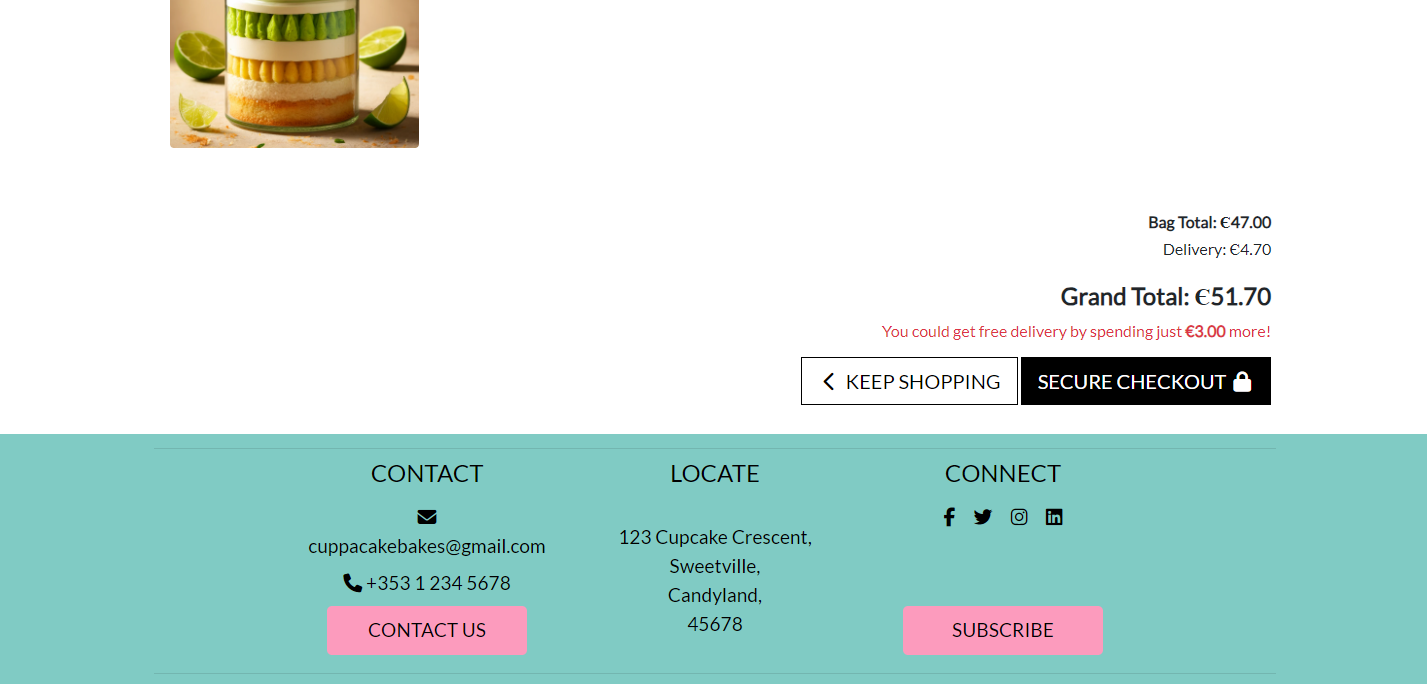 Bag Total: €47.00
Delivery: €4.70
Grand Total: €51.70
You could get free delivery by spending just €3.00 more!
KEEP SHOPPING
SECURE CHECKOUT
CONTACT
cuppacakebakes@gmail.com
+353 1 234 5678
CONTACT US
LOCATE
123 Cupcake Crescent,
Sweetville,
Candyland,
45678
CONNECT
SUBSCRIBE